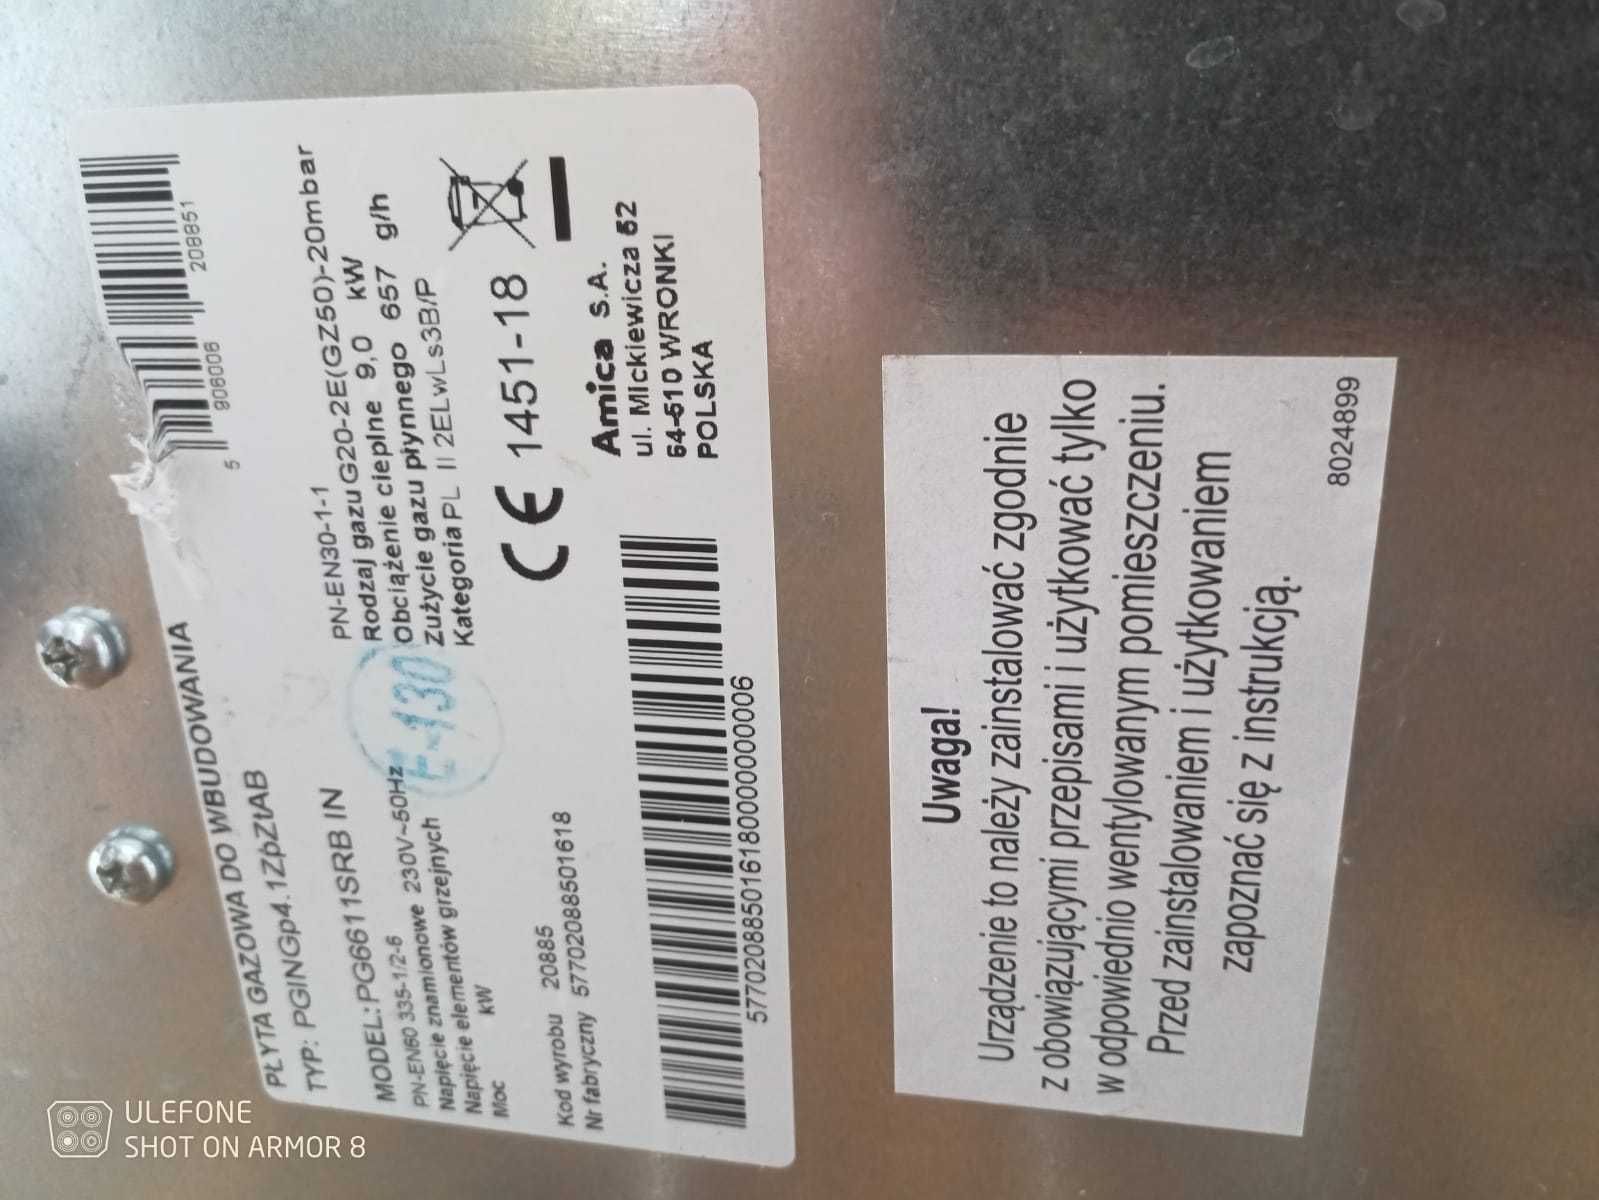 PŁYTA GAZOWA DO WBUDOWANIA
TYP: PGINGp4.1ZpZtAB
MODEL: PG6611SRB IN
PN-EN60 335-1/2-6
Napięcie znamionowe 230V~50Hz
Napięcie elementów grzejnych
Moc kW
Kod wyrobu 20885
Nr fabryczny 57702088501618
5 906006 208851
PN-EN30-1-1
Rodzaj gazu G20-2E(GZ50)-20mbar
Obciążenie cieplne 9,0 kW
Zużycie gazu płynnego 657 g/h
Kategoria PL II 2ELwLs3B/P
E-130
CE 1451-18
Amica S.A.
ul. Mickiewicza 52
64-510 WRONKI
POLSKA
57702088501618000000000006
Uwaga!
Urządzenie to należy zainstalować zgodnie
z obowiązującymi przepisami i użytkować tylko
w odpowiednio wentylowanym pomieszczeniu.
Przed zainstalowaniem i użytkowaniem
zapoznać się z instrukcją.
8024899
ULEFONE
SHOT ON ARMOR 8